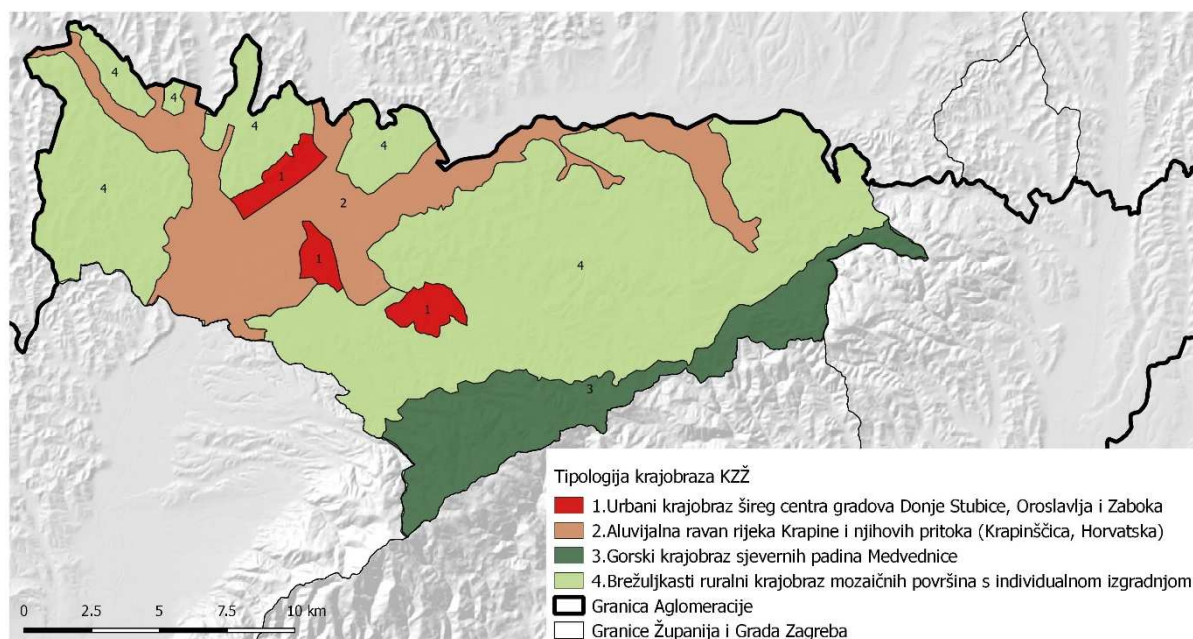 4
4
4
4
4
1
2
1
4
1
3
Tipologija krajobraza KZŽ
1.Urbani krajobraz šireg centra gradova Donje Stubice, Oroslavlja i Zaboka
2.Aluvijalna ravan rijeka Krapine i njihovih pritoka (Krapinščica, Horvatska)
3.Gorski krajobraz sjevernih padina Medvednice
4.Brežuljkasti ruralni krajobraz mozaičnih površina s individualnom izgradnjom
Granica Aglomeracije
Granice Županija i Grada Zagreba
0 2.5 5 7.5 10 km